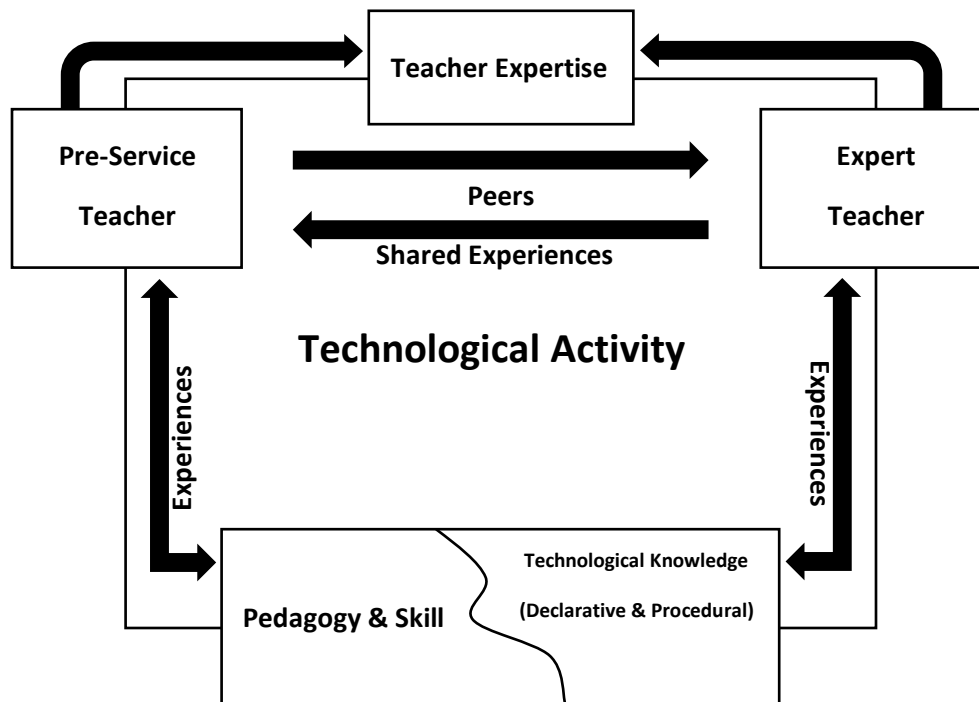 Teacher Expertise
Pre-Service
Teacher
Expert
Teacher
Peers
Shared Experiences
Technological Activity
Experiences
Experiences
Pedagogy & Skill
Technological Knowledge
(Declarative & Procedural)